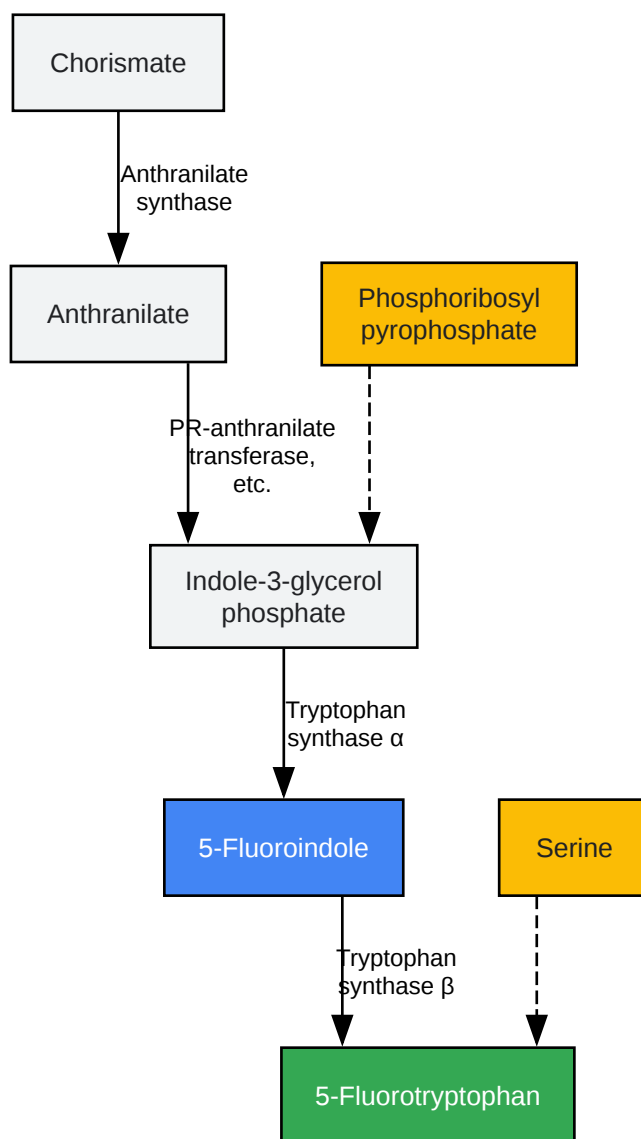 Chorismate
Anthranilate
synthase
Anthranilate
Phosphoribosyl
pyrophosphate
PR-anthranilate
transferase,
etc.
Indole-3-glycerol
phosphate
Tryptophan
synthase α
5-Fluoroindole
Serine
Tryptophan
synthase β
5-Fluorotryptophan